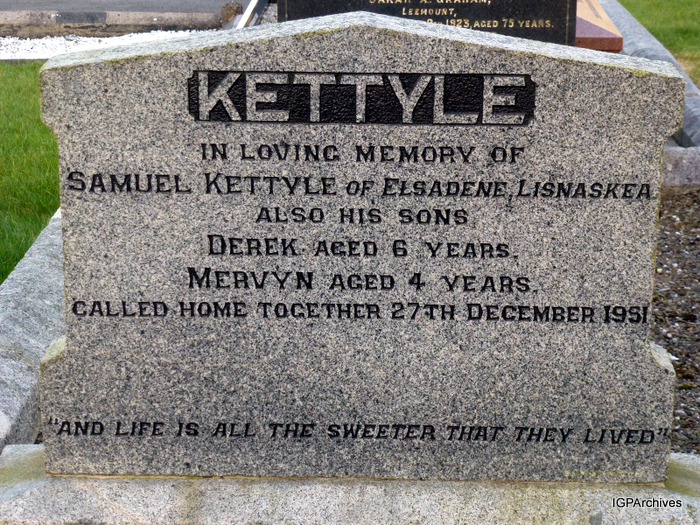 SARAH A. GRAHAM,
LEEMOUNT,
1923, AGED 75 YEARS.
KETTYLE
IN LOVING MEMORY OF
SAMUEL KETTYLE OF ELSADENE, LISNASKEA
ALSO HIS SONS
DEREK AGED 6 YEARS.
MERVYN AGED 4 YEARS.
CALLED HOME TOGETHER 27TH DECEMBER 1951
"AND LIFE IS ALL THE SWEETER THAT THEY LIVED"
IGPArchives